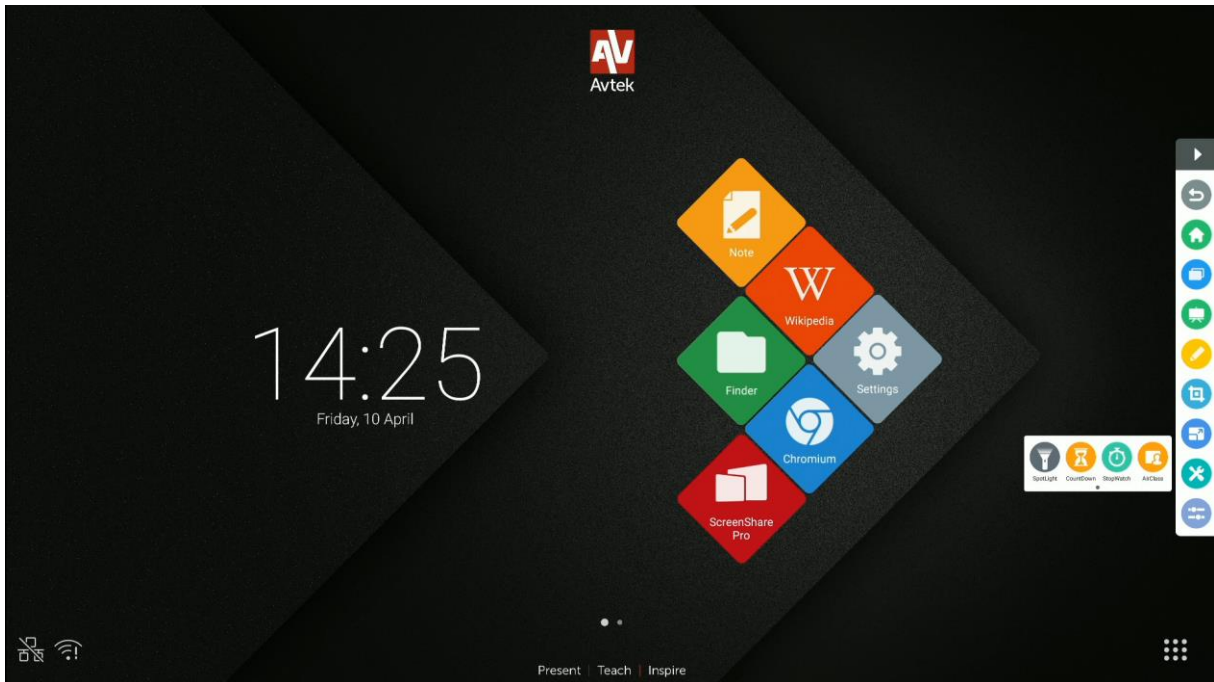 AV
Avtek
Note
W
Wikipedia
Finder
Settings
Chromium
ScreenShare
Pro
14:25
Friday, 10 April
SpotLight CountDown StopWatch AirClass
Present | Teach | Inspire